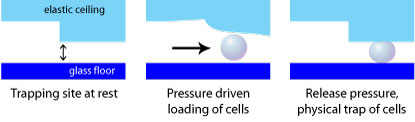 elastic ceiling
glass floor
Trapping site at rest
Pressure driven
loading of cells
Release pressure,
physical trap of cells